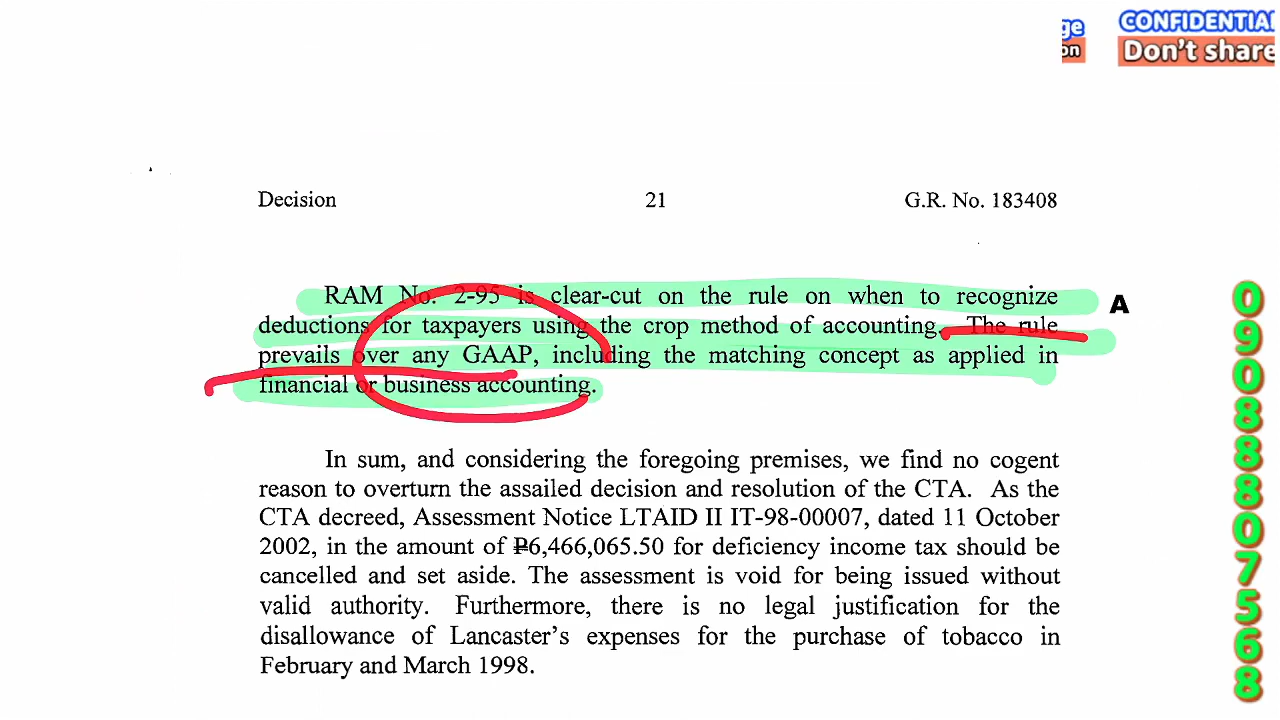 ge
on
CONFIDENTIAL
Don't share
Decision 21 G.R. No. 183408
RAM No. 2-95 is clear-cut on the rule on when to recognize
deductions for taxpayers using the crop method of accounting. The rule
prevails over any GAAP, including the matching concept as applied in
financial or business accounting.
A
In sum, and considering the foregoing premises, we find no cogent
reason to overturn the assailed decision and resolution of the CTA. As the
CTA decreed, Assessment Notice LTAID II IT-98-00007, dated 11 October
2002, in the amount of ₱6,466,065.50 for deficiency income tax should be
cancelled and set aside. The assessment is void for being issued without
valid authority. Furthermore, there is no legal justification for the
disallowance of Lancaster's expenses for the purchase of tobacco in
February and March 1998.
09088807568